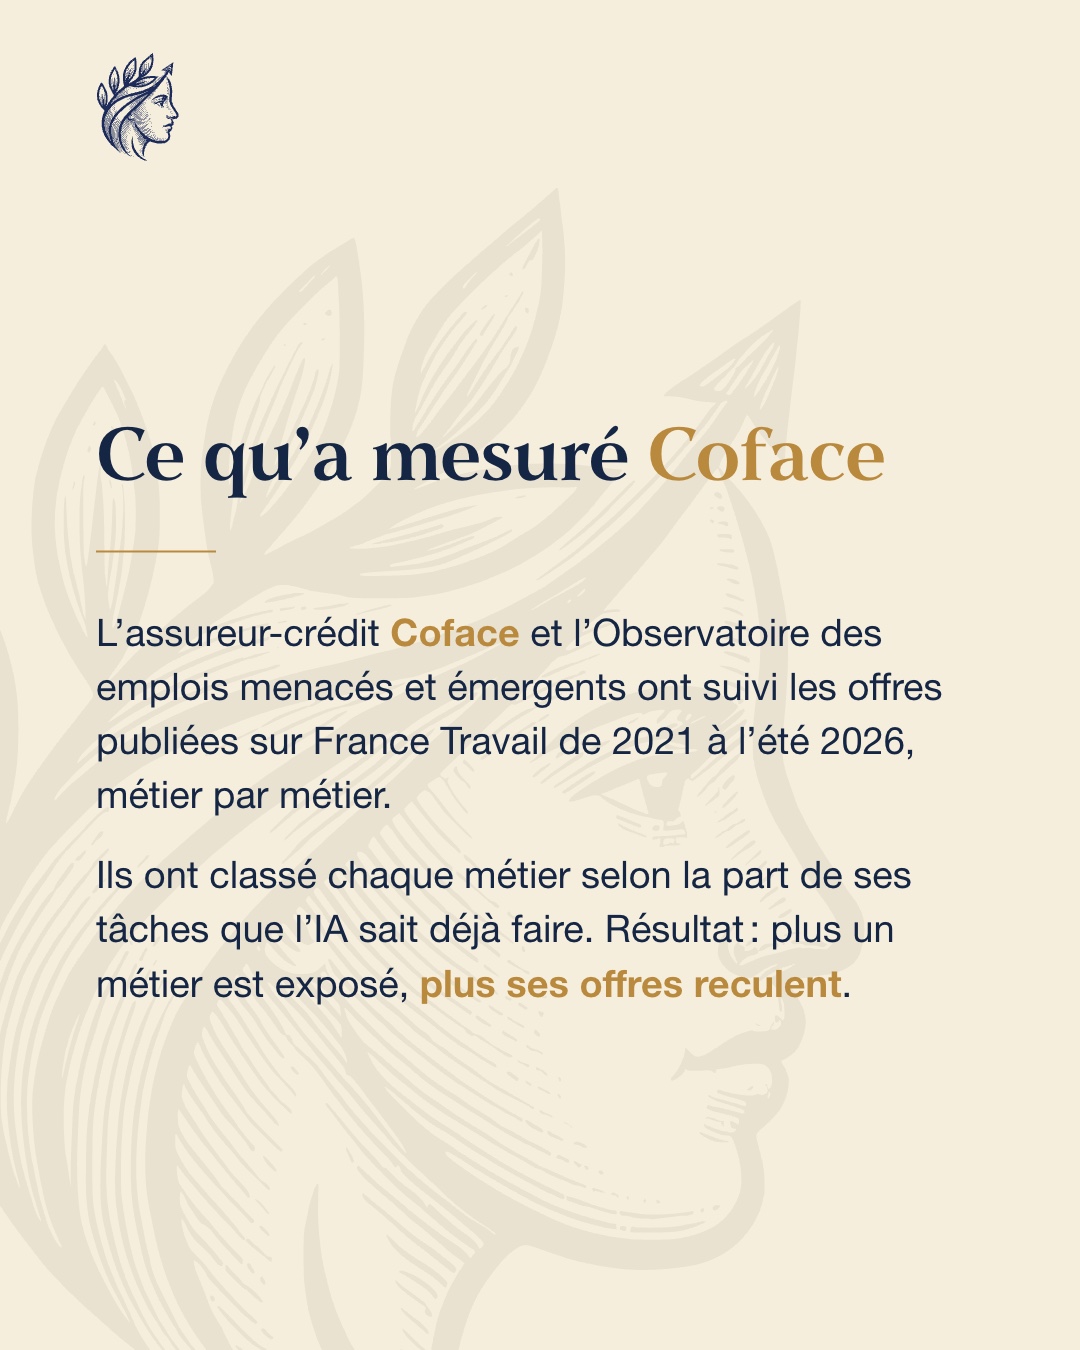 Ce qu’a mesuré Coface
L’assureur-crédit Coface et l’Observatoire des
emplois menacés et émergents ont suivi les offres
publiées sur France Travail de 2021 à l’été 2026,
métier par métier.
Ils ont classé chaque métier selon la part de ses
tâches que l’IA sait déjà faire. Résultat : plus un
métier est exposé, plus ses offres reculent.